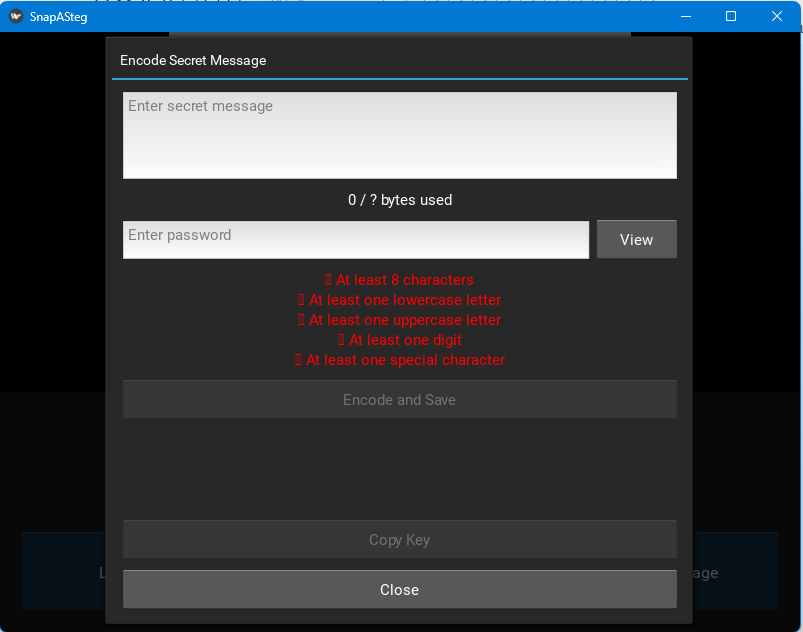 SnapASteg
Encode Secret Message
Enter secret message
0 / ? bytes used
Enter password
View
At least 8 characters
At least one lowercase letter
At least one uppercase letter
At least one digit
At least one special character
Encode and Save
Copy Key
Close